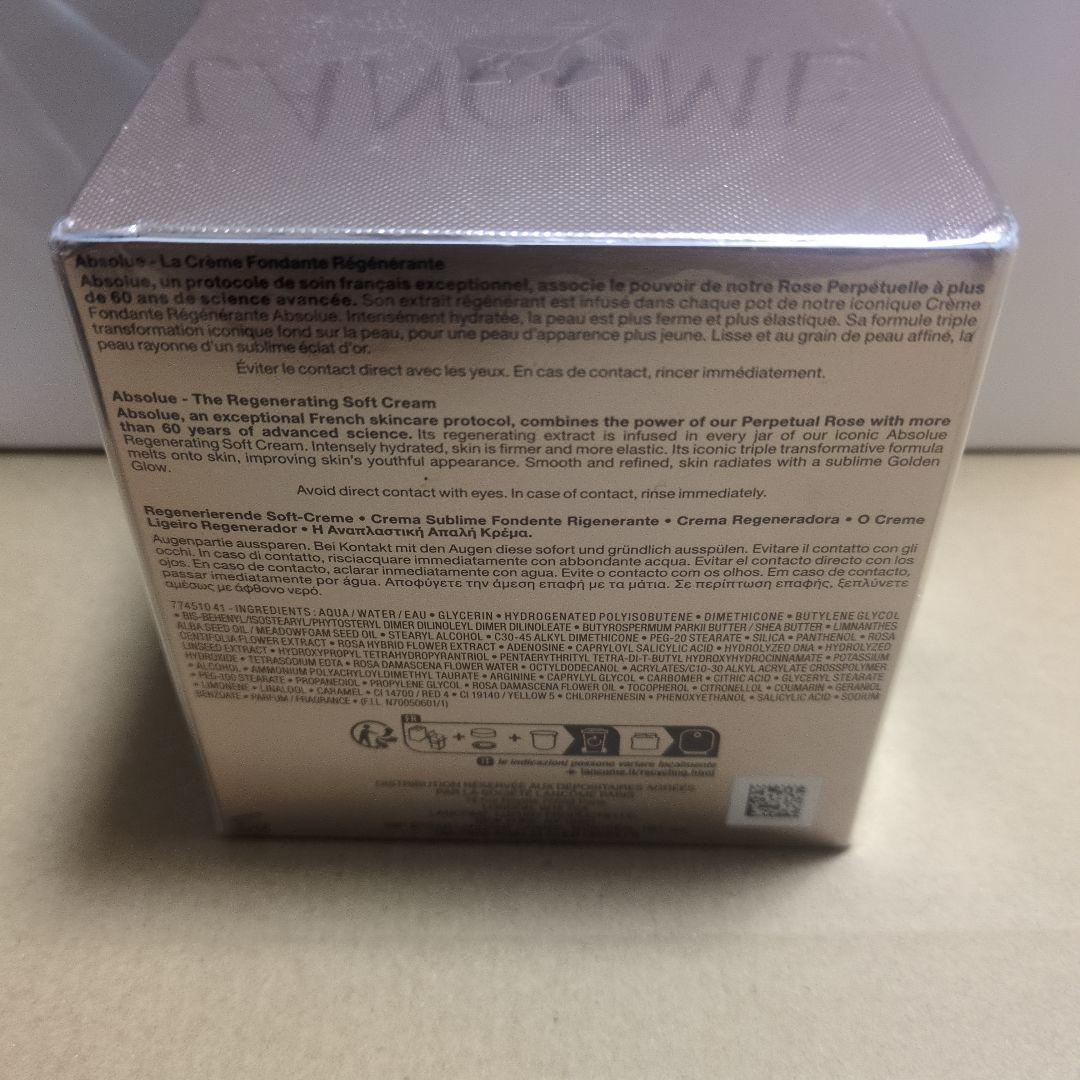 LANCÔME
Absolue - La Crème Fondante Régénérante
Absolue, un protocole de soin français exceptionnel, associe le pouvoir de notre Rose Perpétuelle à plus
de 60 ans de science avancée. Son extrait régénérant est infusé dans chaque pot de notre iconique Crème
Fondante Régénérante Absolue. Intensément hydratée, la peau est plus ferme et plus élastique. Sa formule triple
transformation iconique fond sur la peau, pour une peau d'apparence plus jeune. Lisse et au grain de peau affiné, la
peau rayonne d'un sublime éclat d'or.
Éviter le contact direct avec les yeux. En cas de contact, rincer immédiatement.
Absolue - The Regenerating Soft Cream
Absolue, an exceptional French skincare protocol, combines the power of our Perpetual Rose with more
than 60 years of advanced science. Its regenerating extract is infused in every jar of our iconic Absolue
Regenerating Soft Cream. Intensely hydrated, skin is firmer and more elastic. Its iconic triple transformative formula
melts onto skin, improving skin's youthful appearance. Smooth and refined, skin radiates with a sublime Golden
Glow.
Avoid direct contact with eyes. In case of contact, rinse immediately.
Regenerierende Soft-Creme • Crema Sublime Fondente Rigenerante • Crema Regeneradora • O Creme
Ligeiro Regenerador • Η Αναπλαστική Απαλή Κρέμα.
Augenpartie aussparen. Bei Kontakt mit den Augen diese sofort und gründlich ausspülen. Evitare il contatto con gli
occhi. In caso di contatto, risciacquare immediatamente con abbondante acqua. Evitar el contacto directo con los
ojos. En caso de contacto, aclarar inmediatamente con agua. Evite o contacto com os olhos. Em caso de contacto,
passar imediatamente por água. Αποφύγετε την άμεση επαφή με τα μάτια. Σε περίπτωση επαφής, ξεπλύνετε
αμέσως με άφθονο νερό.
77451041 - INGREDIENTS : AQUA / WATER / EAU • GLYCERIN • HYDROGENATED POLYISOBUTENE • DIMETHICONE • BUTYLENE GLYCOL
• BIS-BEHENYL/ISOSTEARYL/PHYTOSTERYL DIMER DILINOLEYL DIMER DILINOLEATE • BUTYROSPERMUM PARKII BUTTER / SHEA BUTTER • LIMNANTHES
ALBA SEED OIL / MEADOWFOAM SEED OIL • STEARYL ALCOHOL • C30-45 ALKYL DIMETHICONE • PEG-20 STEARATE • SILICA • PANTHENOL • ROSA
CENTIFOLIA FLOWER EXTRACT • ROSA HYBRID FLOWER EXTRACT • ADENOSINE • CAPRYLOYL SALICYLIC ACID • HYDROLYZED DNA • HYDROLYZED
LINSEED EXTRACT • HYDROXYPROPYL TETRAHYDROPYRANTRIOL • PENTAERYTHRITYL TETRA-DI-T-BUTYL HYDROXYHYDROCINNAMATE • POTASSIUM
HYDROXIDE • TETRASODIUM EDTA • ROSA DAMASCENA FLOWER WATER • OCTYLDODECANOL • ACRYLATES/C10-30 ALKYL ACRYLATE CROSSPOLYMER
• ALCOHOL • AMMONIUM POLYACRYLOYLDIMETHYL TAURATE • ARGININE • CAPRYLYL GLYCOL • CARBOMER • CITRIC ACID • GLYCERYL STEARATE
• PEG-100 STEARATE • PROPANEDIOL • PROPYLENE GLYCOL • ROSA DAMASCENA FLOWER OIL • TOCOPHEROL • CITRONELLOL • COUMARIN • GERANIOL
• LIMONENE • LINALOOL • CARAMEL • CI 14700 / RED 4 • CI 19140 / YELLOW 5 • CHLORPHENESIN • PHENOXYETHANOL • SALICYLIC ACID • SODIUM
BENZOATE • PARFUM / FRAGRANCE • (F.I.L. N70050601/1)
FR
IT le indicazioni possono variare localmente
lancome.it/recycling.html
DISTRIBUTION RÉSERVÉE AUX DÉPOSITAIRES AGRÉÉS
PAR LA SOCIÉTÉ LANCÔME PARIS